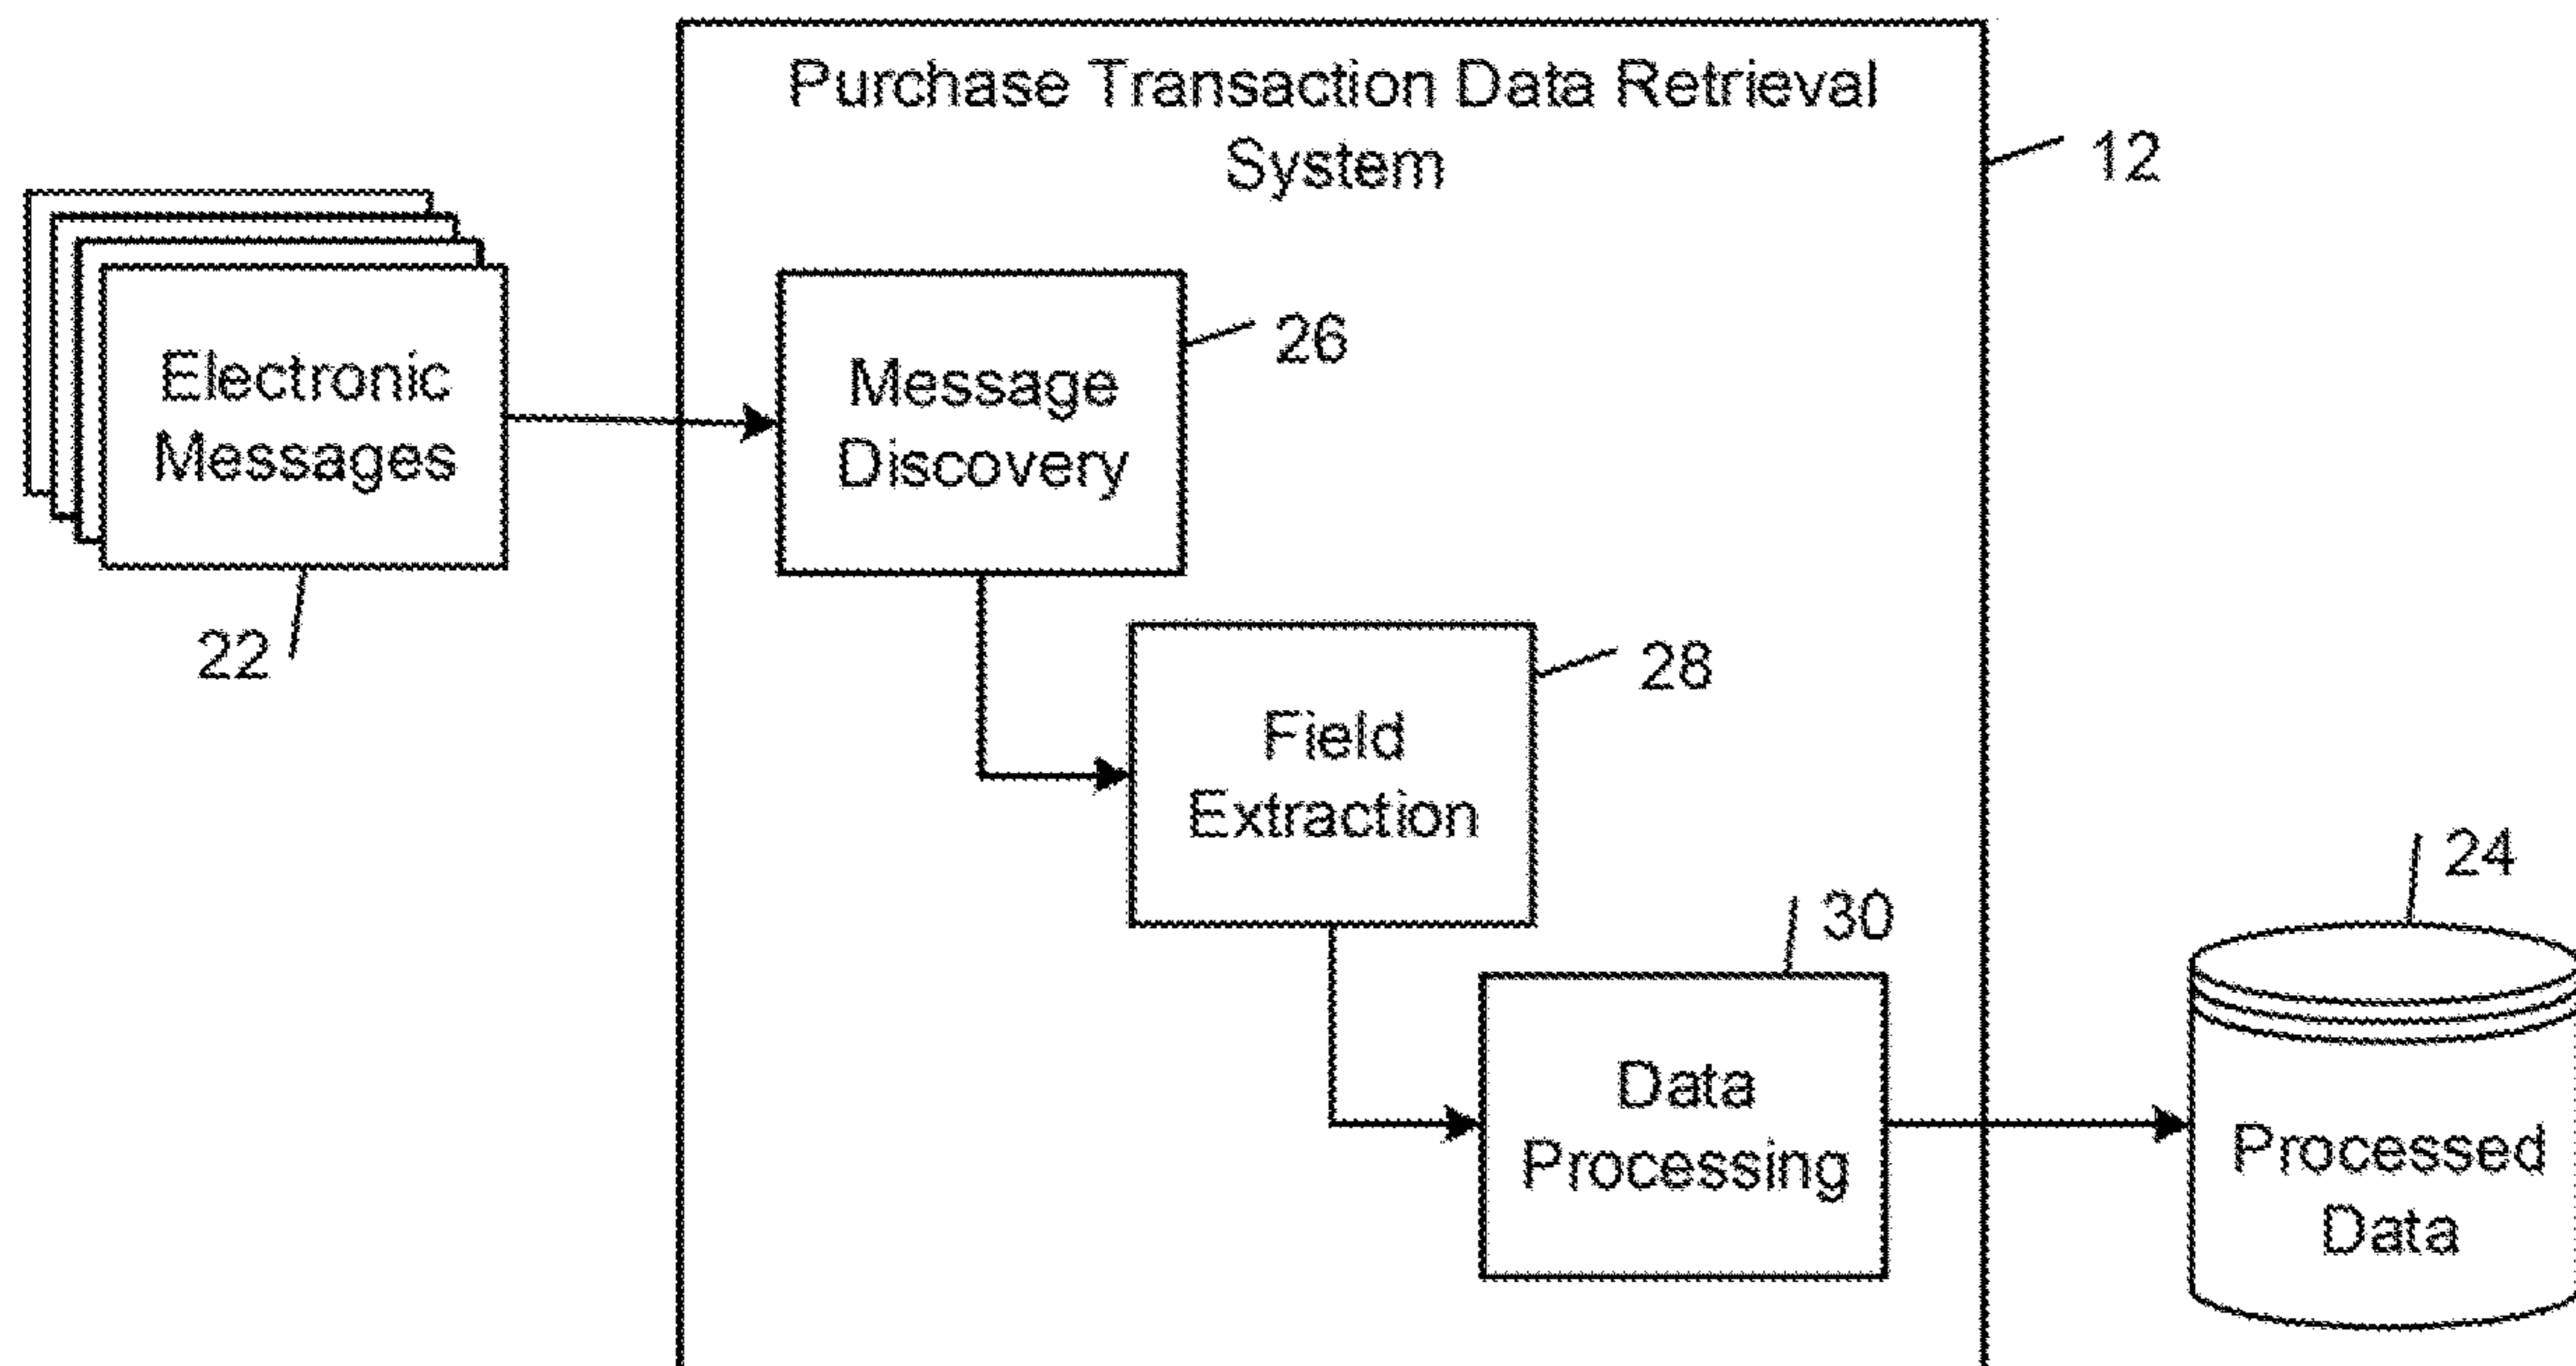 Purchase Transaction Data Retrieval
System
12
Electronic
Messages
22
Message
Discovery
26
Field
Extraction
28
Data
Processing
30
Processed
Data
24